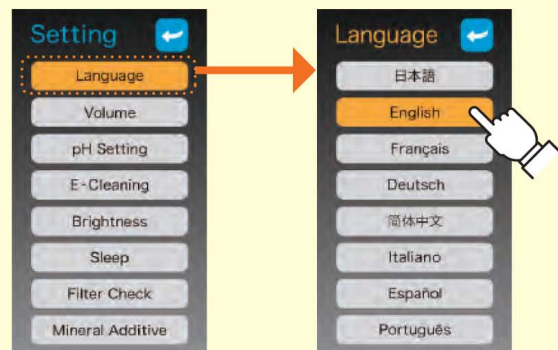 Setting
Language
Volume
pH Setting
E-Cleaning
Brightness
Sleep
Filter Check
Mineral Additive
Language
日本語
English
Français
Deutsch
简体中文
Italiano
Español
Português